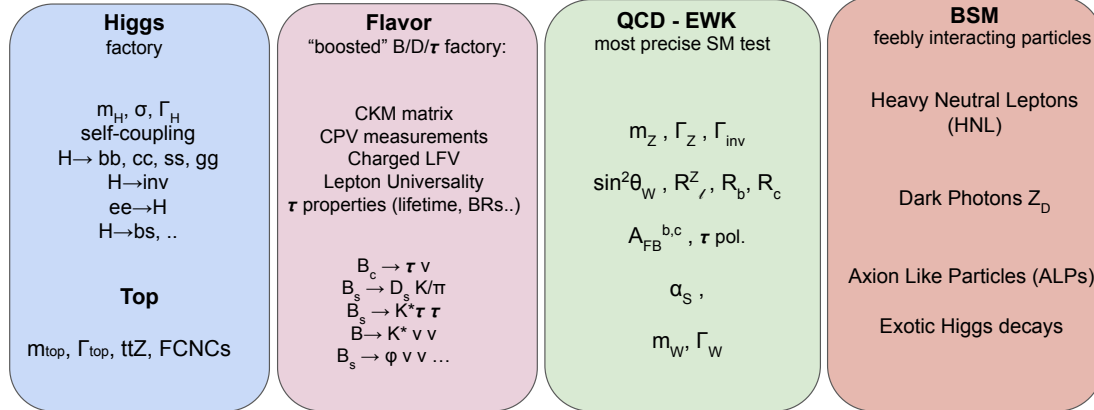 Higgs
factory
m_H, σ, Γ_H
self-coupling
H→ bb, cc, ss, gg
H→inv
ee→H
H→bs, ..
Top
m_top, Γ_top, ttZ, FCNCs
Flavor
“boosted” B/D/τ factory:
CKM matrix
CPV measurements
Charged LFV
Lepton Universality
τ properties (lifetime, BRs..)
B_c → τ ν
B_s → D_s K/π
B_s → K*τ τ
B→ K* ν ν
B_s → φ ν ν …
QCD - EWK
most precise SM test
m_Z , Γ_Z , Γ_inv
sin²θ_W , R^Z_ℓ, R_b, R_c
A_FB^b,c , τ pol.
α_S ,
m_W, Γ_W
BSM
feebly interacting particles
Heavy Neutral Leptons
(HNL)
Dark Photons Z_D
Axion Like Particles (ALPs)
Exotic Higgs decays